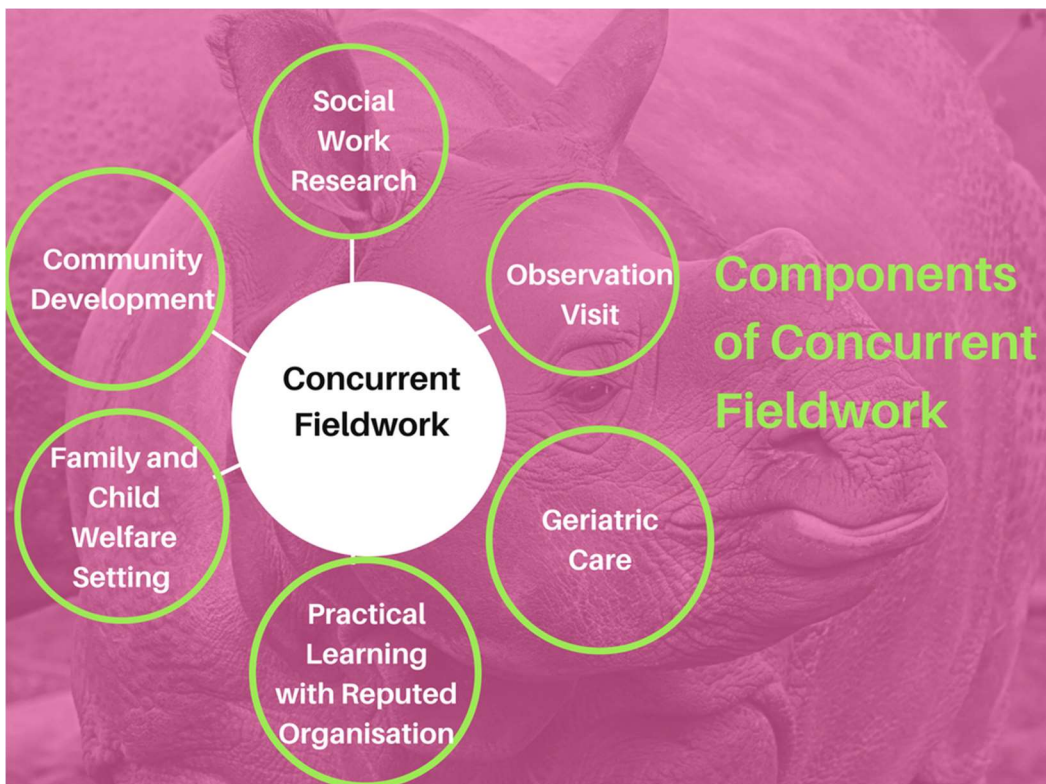 Social
Work
Research
Community
Development
Observation
Visit
Components
of Concurrent
Fieldwork
Concurrent
Fieldwork
Family and
Child
Welfare
Setting
Geriatric
Care
Practical
Learning
with Reputed
Organisation